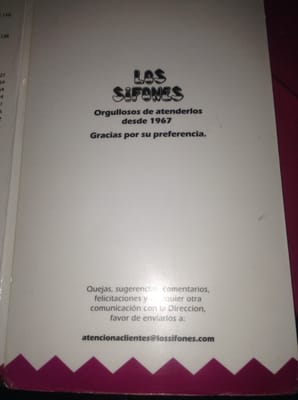 LOS
SIFONES
Orgullosos de atenderlos
desde 1967
Gracias por su preferencia.
Quejas, sugerencias, comentarios,
felicitaciones y cualquier otra
comunicación con la Direccion,
favor de enviarlos a:
atencionaclientes@lossifones.com